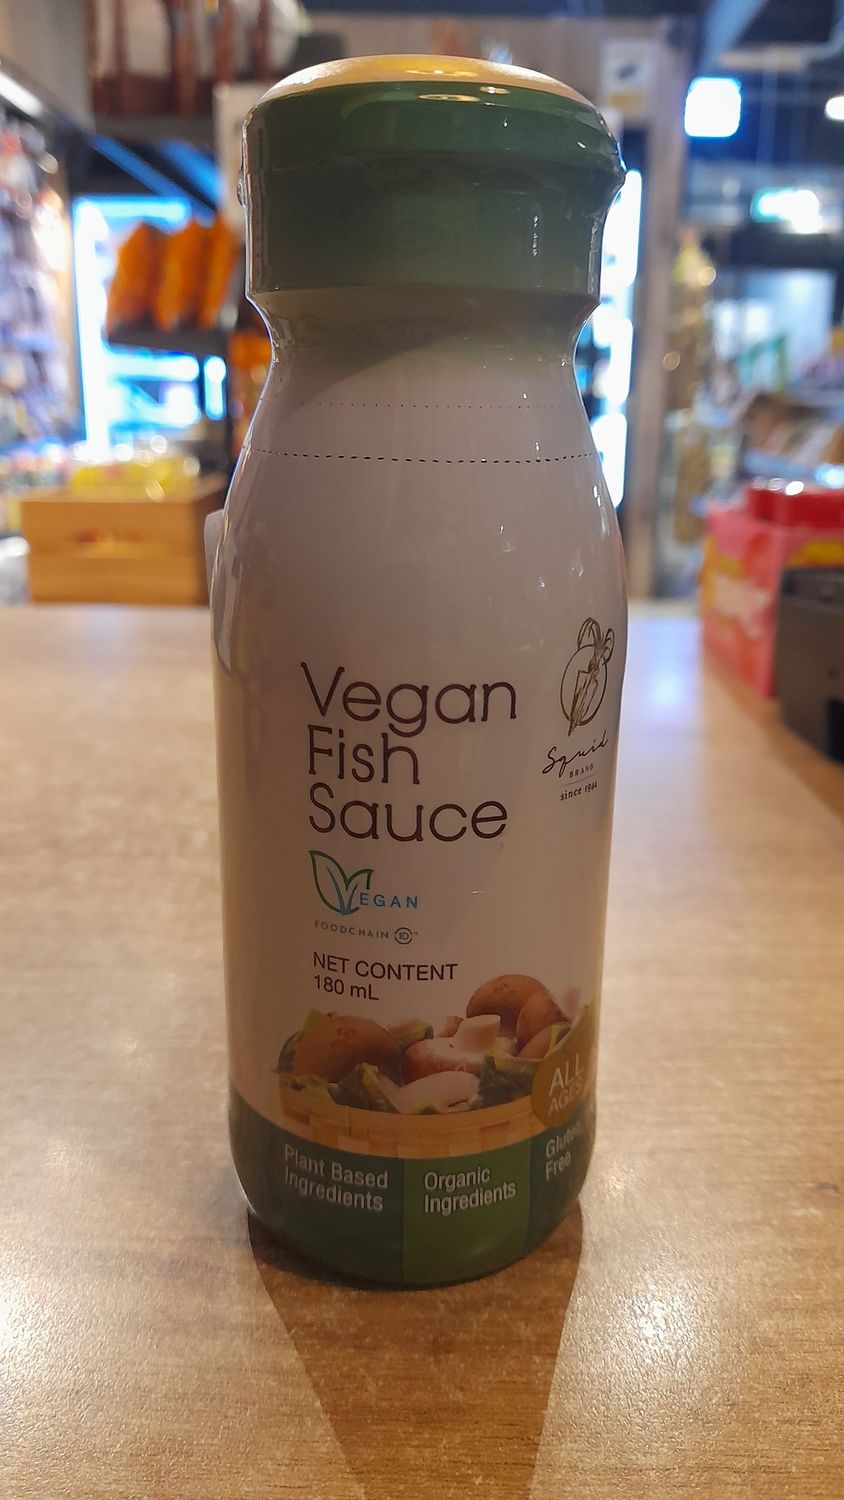 Vegan
Fish
Sauce
Squid
BRAND
since 1944
VEGAN
FOODCHAIN ID
NET CONTENT
180 mL
ALL
AGES
Plant Based
Ingredients
Organic
Ingredients
Gluten
Free